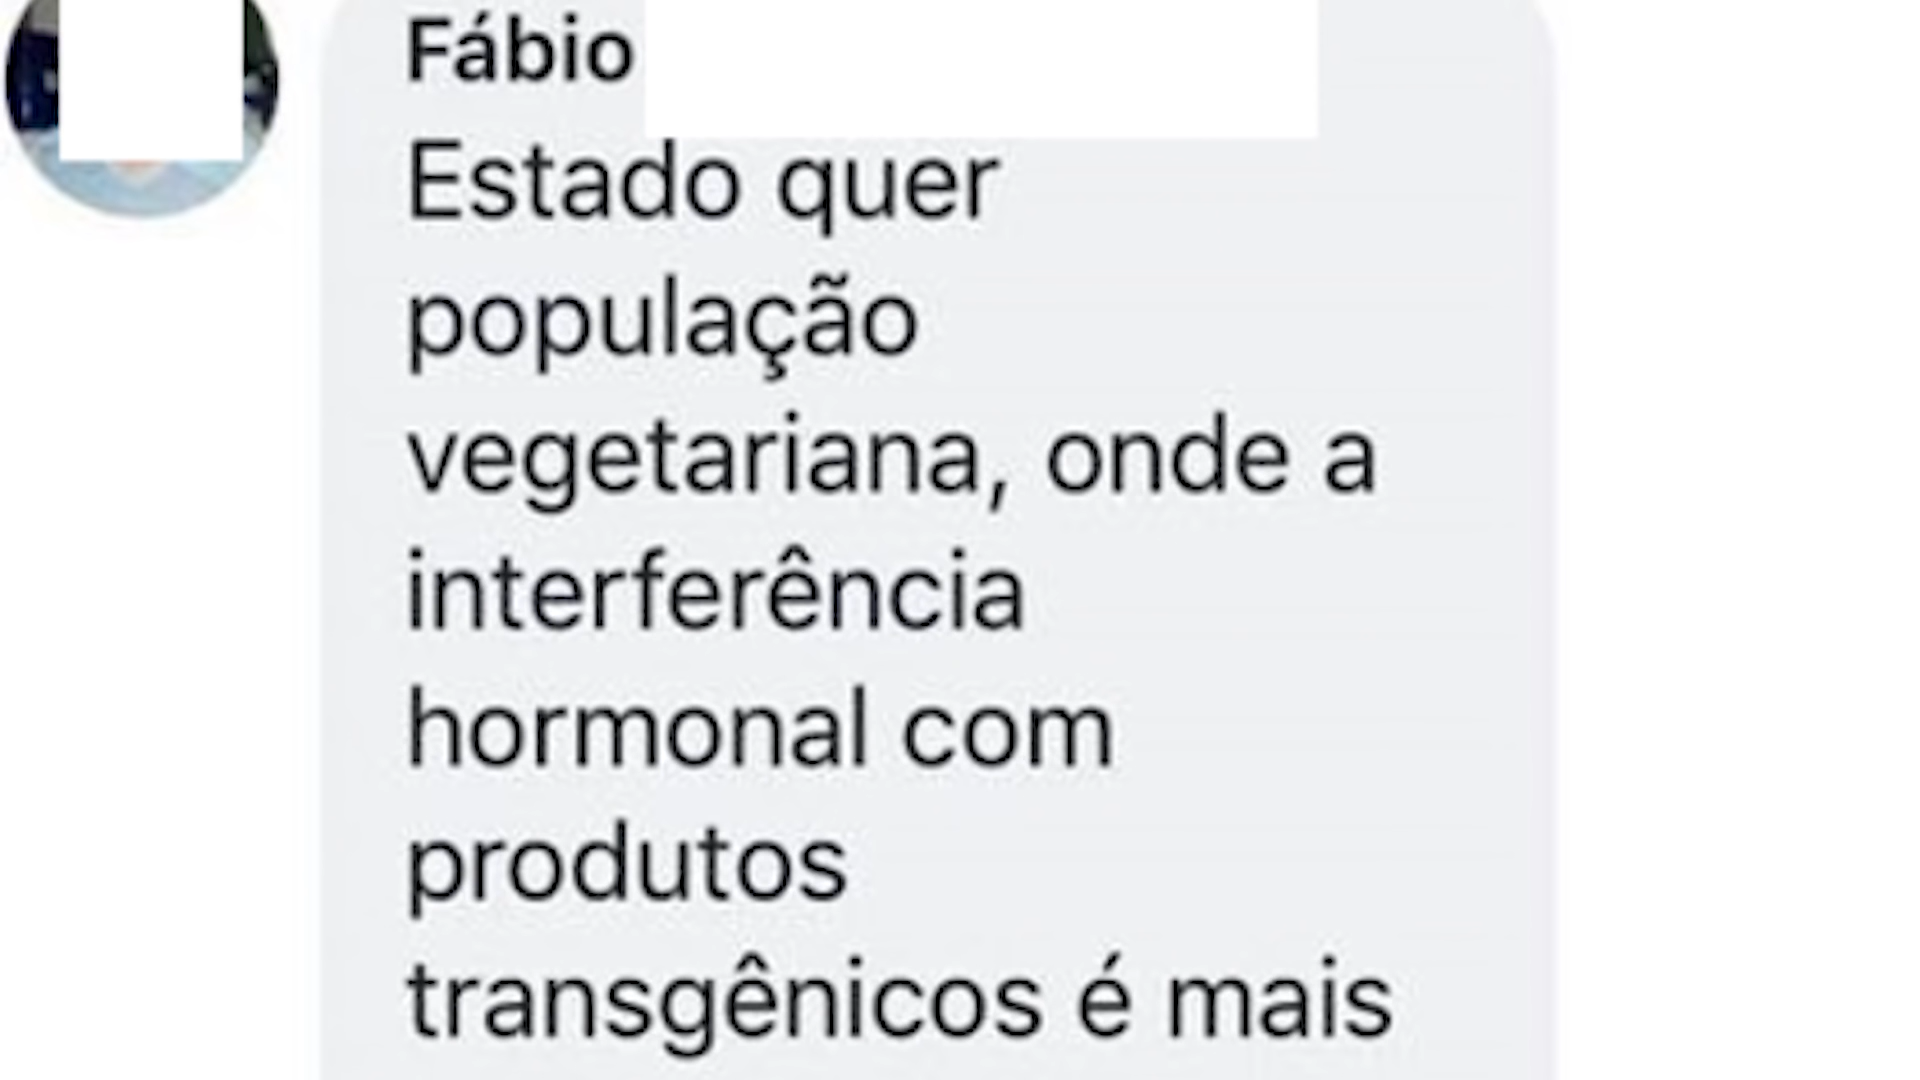 Fábio
Estado quer
população
vegetariana, onde a
interferência
hormonal com
produtos
transgênicos é mais